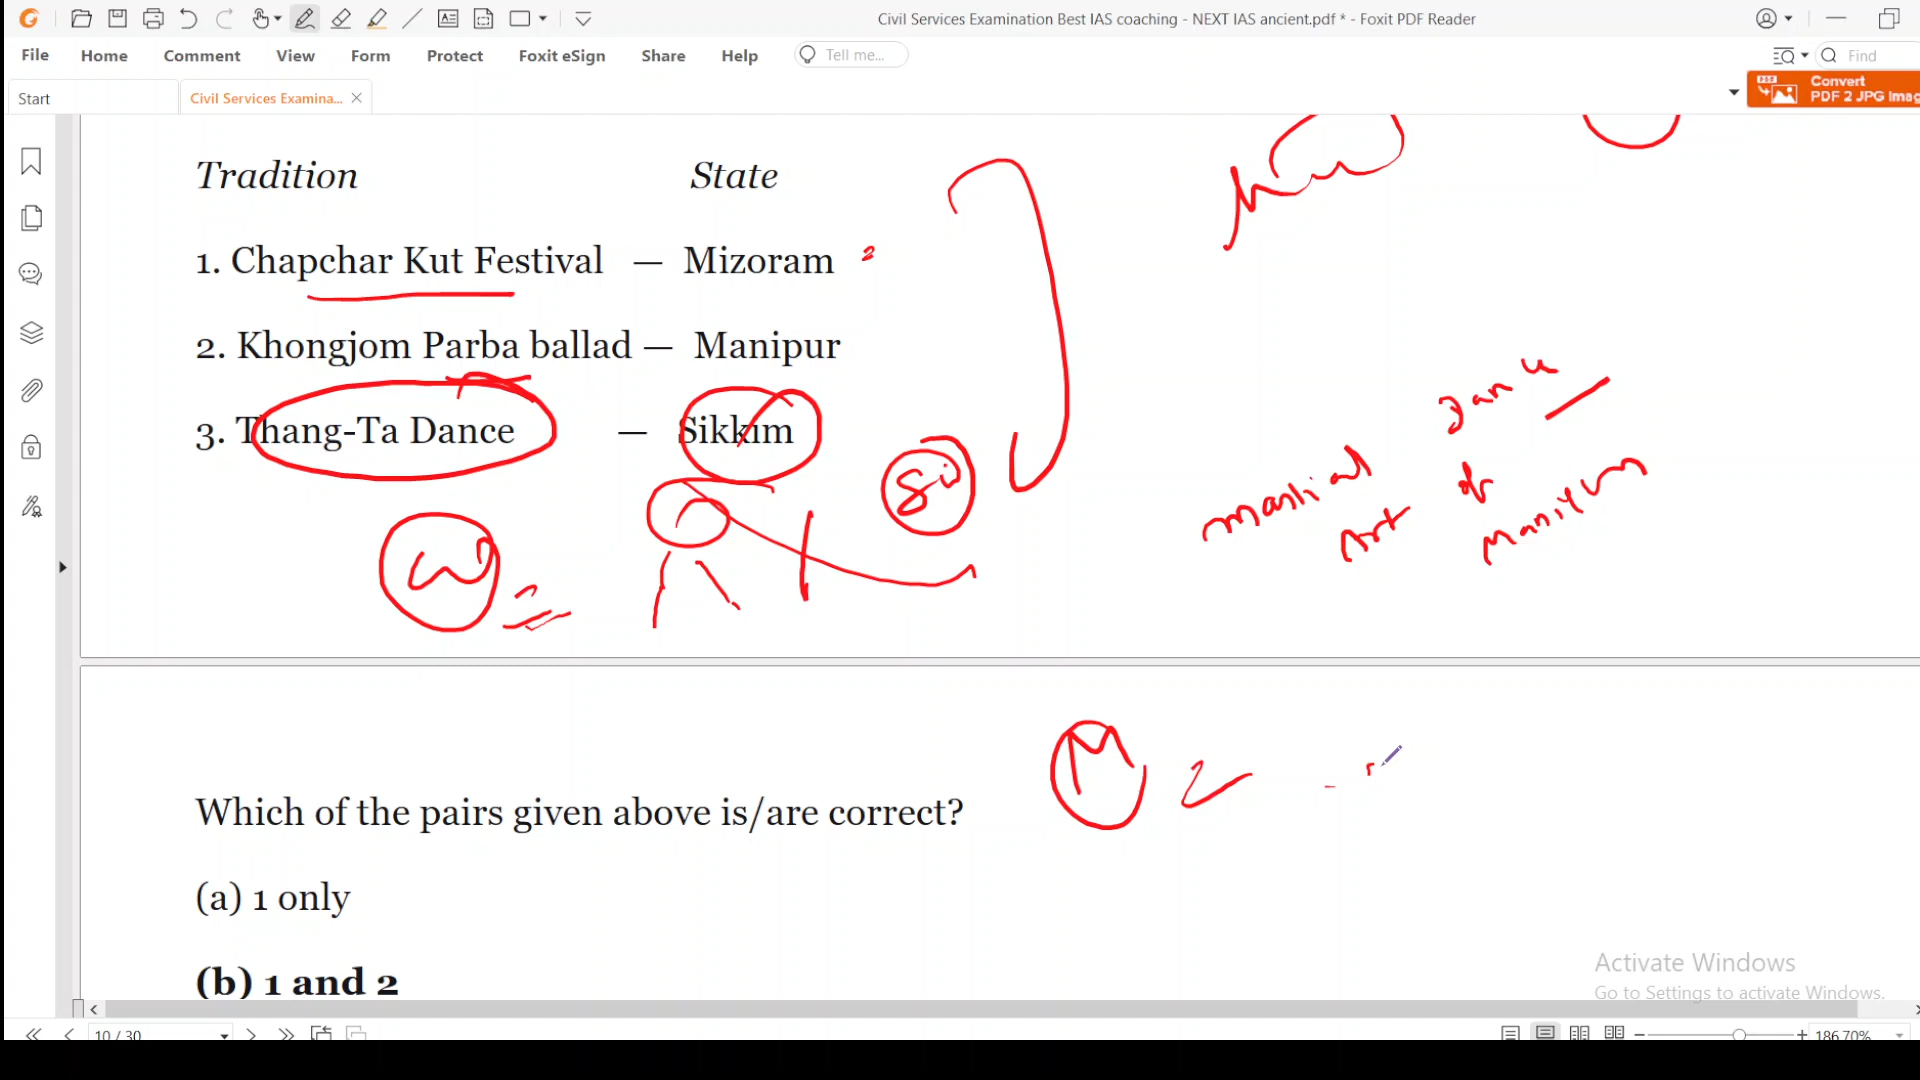 Civil Services Examination Best IAS coaching - NEXT IAS ancient.pdf * - Foxit PDF Reader
File Home Comment View Form Protect Foxit eSign Share Help Tell me... Find
Start Civil Services Examina... Convert
PDF 2 JPG Imag
Tradition State
1. Chapchar Kut Festival — Mizoram
2. Khongjom Parba ballad — Manipur
3. Thang-Ta Dance — Sikkim
martial
Art of
Manipur
M
Which of the pairs given above is/are correct?
(a) 1 only
(b) 1 and 2
Activate Windows
Go to Settings to activate Windows.
10 / 30 186.70%